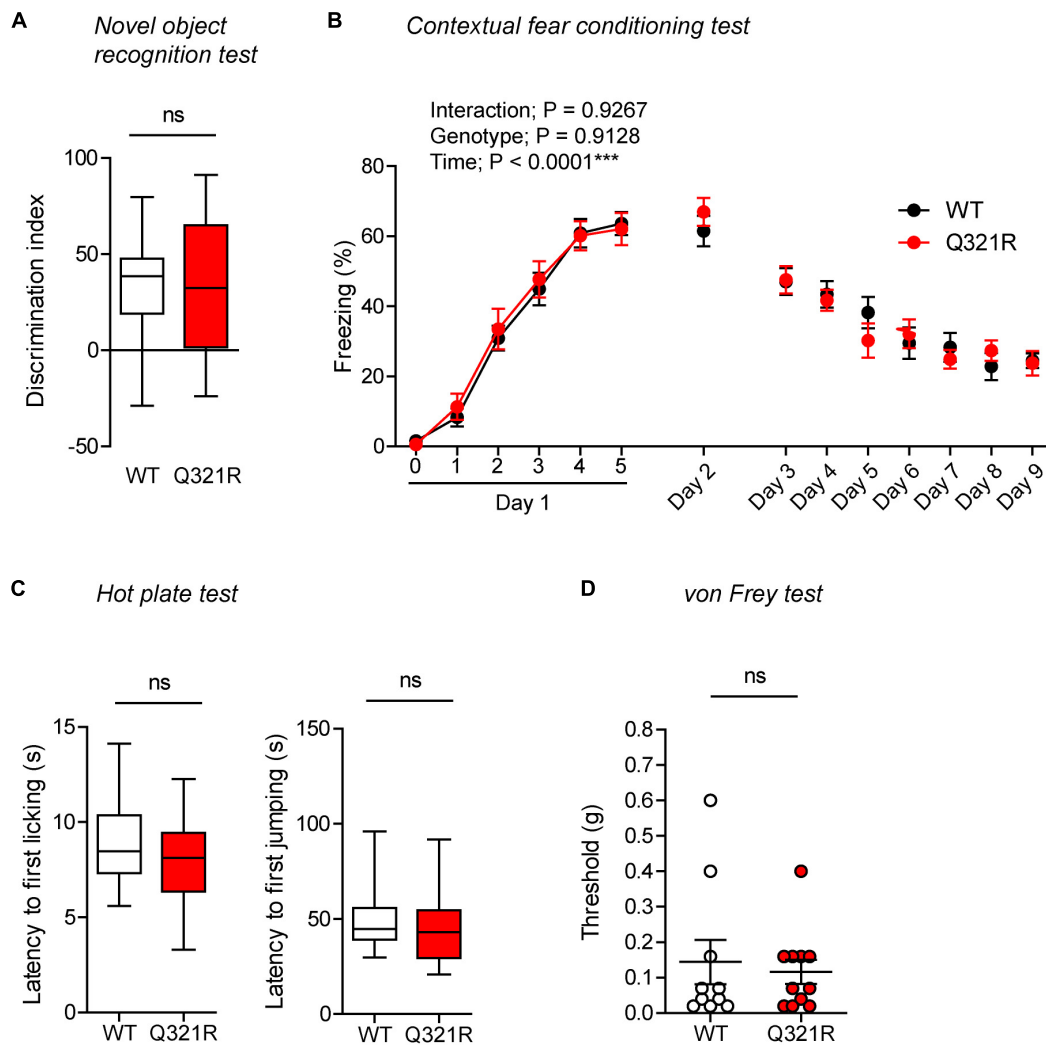 A
Novel object
recognition test
ns
Discrimination index
100
50
0
-50
WT
Q321R
B
Contextual fear conditioning test
Interaction; P = 0.9267
Genotype; P = 0.9128
Time; P < 0.0001***
WT
Q321R
Freezing (%)
80
60
40
20
0
0 1 2 3 4 5
Day 1
Day 2
Day 3
Day 4
Day 5
Day 6
Day 7
Day 8
Day 9
C
Hot plate test
ns
Latency to first licking (s)
15
10
5
0
WT
Q321R
ns
Latency to first jumping (s)
150
100
50
0
WT
Q321R
D
von Frey test
ns
Threshold (g)
0.8
0.7
0.6
0.5
0.4
0.3
0.2
0.1
0.0
WT
Q321R